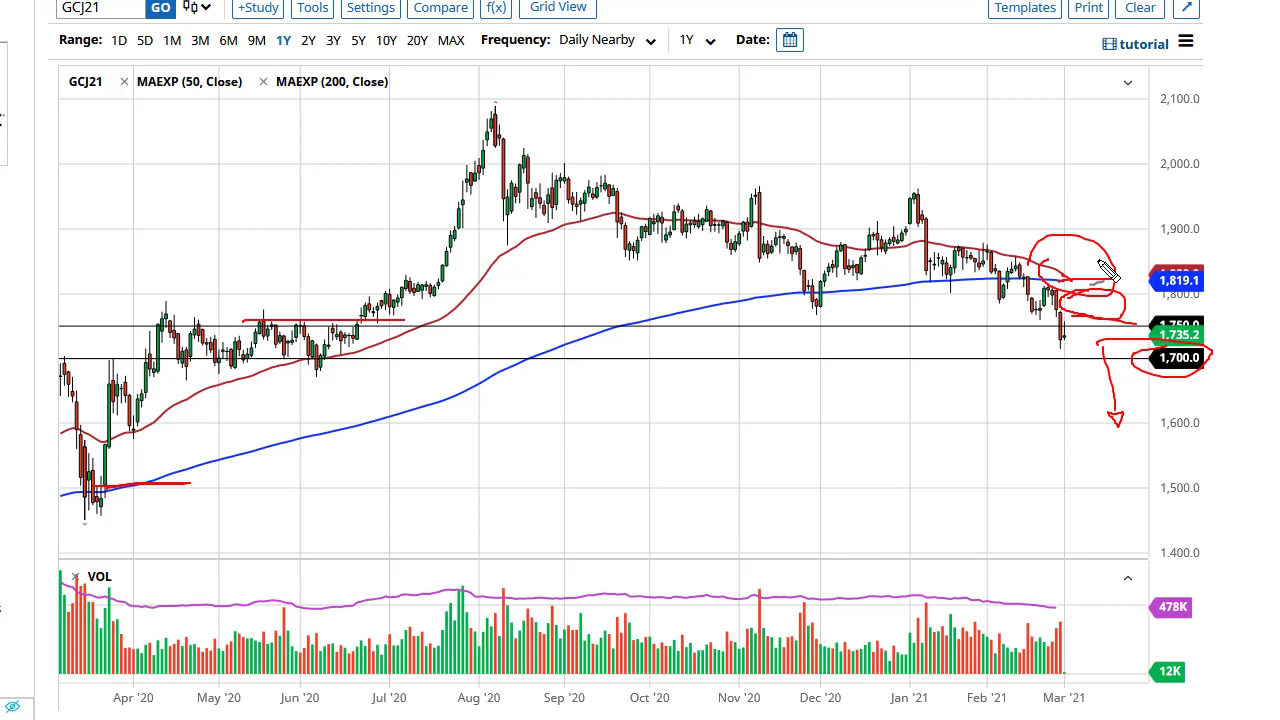 GCJ21 GO +Study Tools Settings Compare f(x) Grid View Templates Print Clear
Range: 1D 5D 1M 3M 6M 9M 1Y 2Y 3Y 5Y 10Y 20Y MAX Frequency: Daily Nearby 1Y Date: tutorial
GCJ21 × MAEXP (50, Close) × MAEXP (200, Close)
2,100.0
2,000.0
1,900.0
1,819.1
1,800.0
1,735.2
1,700.0
1,600.0
1,500.0
1,400.0
× VOL
478K
12K
Apr '20 May '20 Jun '20 Jul '20 Aug '20 Sep '20 Oct '20 Nov '20 Dec '20 Jan '21 Feb '21 Mar '21